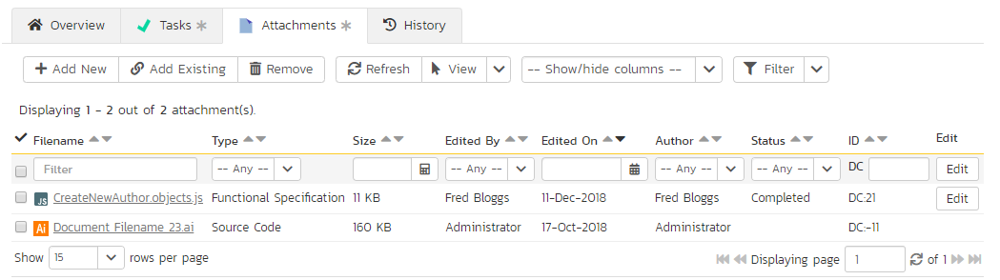 Overview Tasks Attachments History
Add New Add Existing Remove Refresh View -- Show/hide columns -- Filter
Displaying 1 - 2 out of 2 attachment(s).
Filename Type Size Edited By Edited On Author Status ID Edit
Filter -- Any -- -- Any -- -- Any -- -- Any -- DC Edit
JS CreateNewAuthor.objects.js Functional Specification 11 KB Fred Bloggs 11-Dec-2018 Fred Bloggs Completed DC:21 Edit
Ai Document Filename 23.ai Source Code 160 KB Administrator 17-Oct-2018 Administrator DC:-11
Show 15 rows per page Displaying page 1 of 1